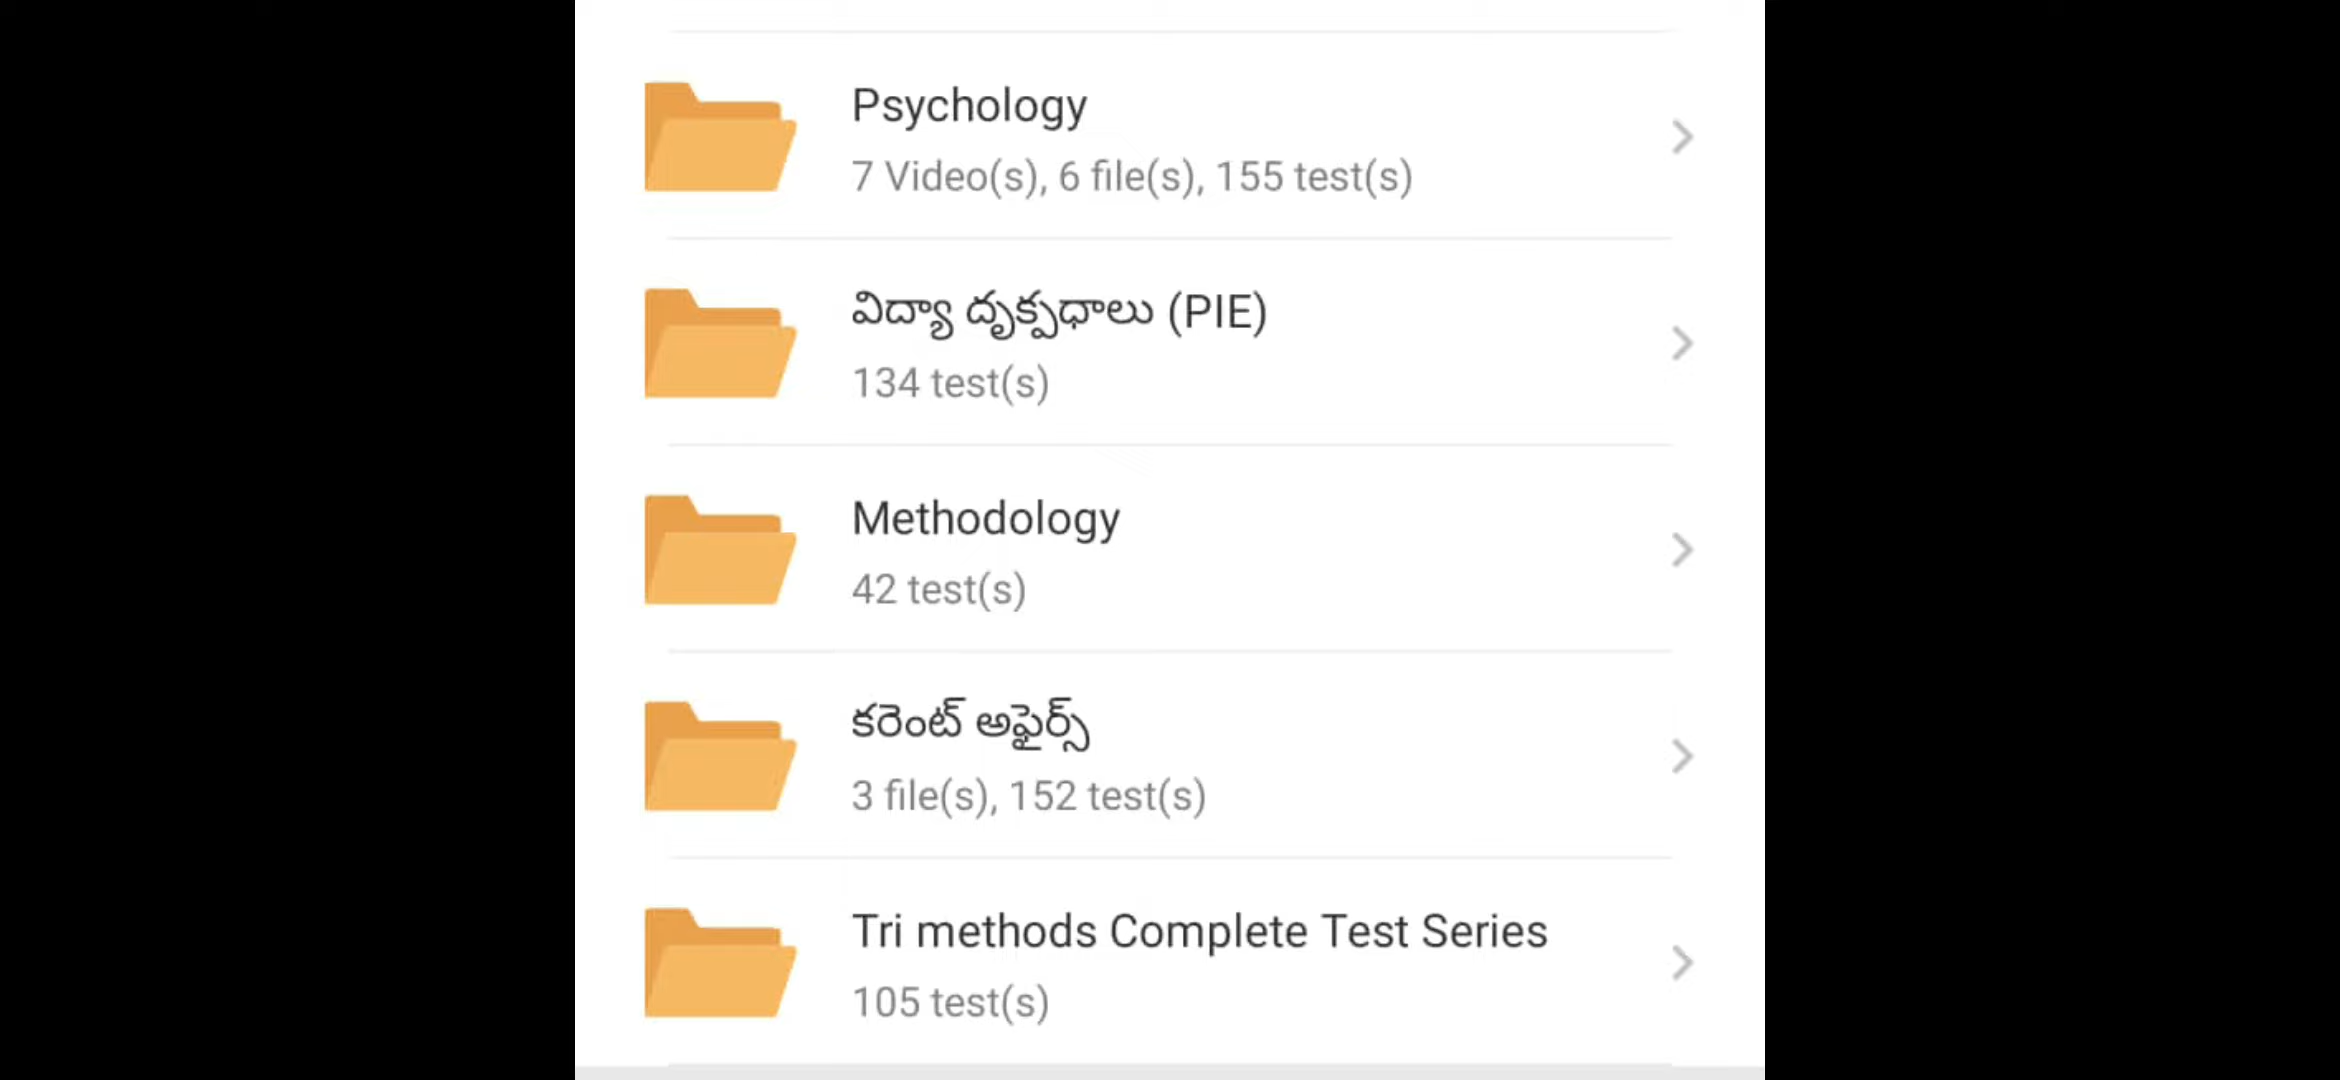 Psychology
7 Video(s), 6 file(s), 155 test(s)
విద్యా దృక్పధాలు (PIE)
134 test(s)
Methodology
42 test(s)
కరెంట్ అఫైర్స్
3 file(s), 152 test(s)
Tri methods Complete Test Series
105 test(s)